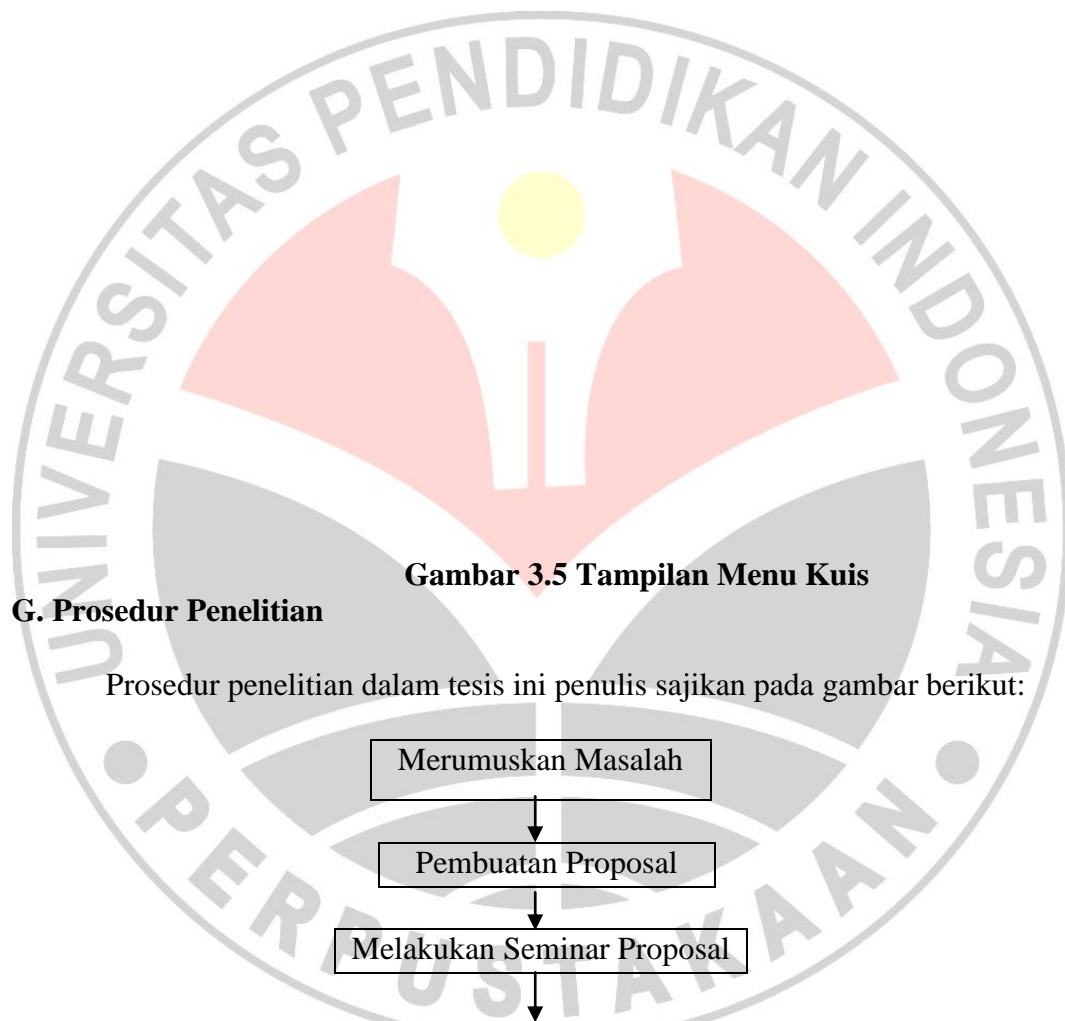 UNIVERSITAS PENDIDIKAN INDONESIA
PERPUSTAKAAN
Gambar 3.5 Tampilan Menu Kuis
G. Prosedur Penelitian
Prosedur penelitian dalam tesis ini penulis sajikan pada gambar berikut:
Merumuskan Masalah
Pembuatan Proposal
Melakukan Seminar Proposal